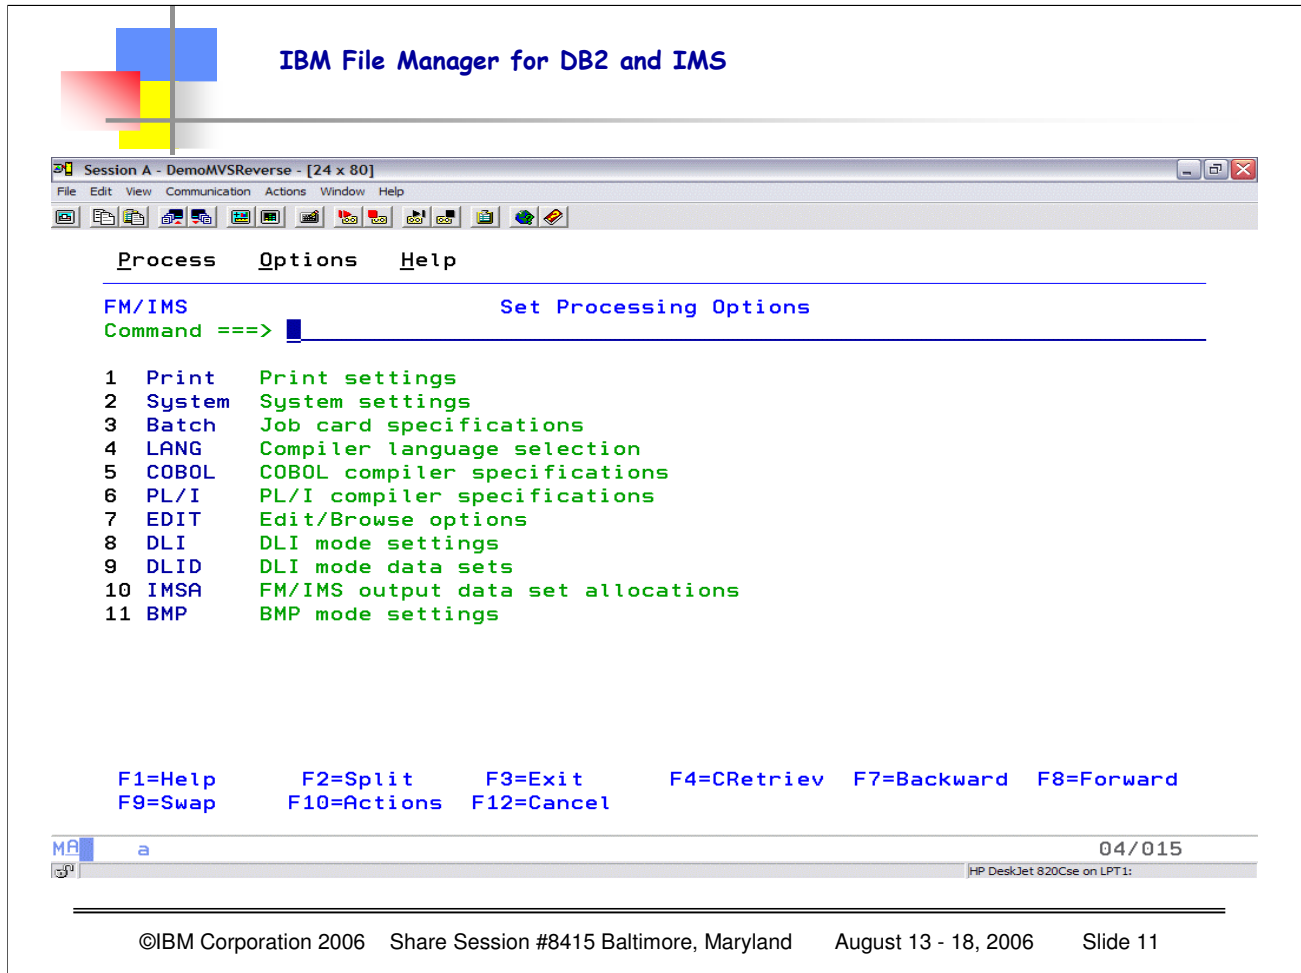 IBM File Manager for DB2 and IMS
Session A - DemoMVSReverse - [24 x 80]
File Edit View Communication Actions Window Help
Process Options Help
FM/IMS Set Processing Options
Command ===>
1 Print Print settings
2 System System settings
3 Batch Job card specifications
4 LANG Compiler language selection
5 COBOL COBOL compiler specifications
6 PL/I PL/I compiler specifications
7 EDIT Edit/Browse options
8 DLI DLI mode settings
9 DLID DLI mode data sets
10 IMSA FM/IMS output data set allocations
11 BMP BMP mode settings
F1=Help F2=Split F3=Exit F4=CRetriev F7=Backward F8=Forward
F9=Swap F10=Actions F12=Cancel
MA a 04/015
HP DeskJet 820Cse on LPT1:
©IBM Corporation 2006 Share Session #8415 Baltimore, Maryland August 13 - 18, 2006 Slide 11